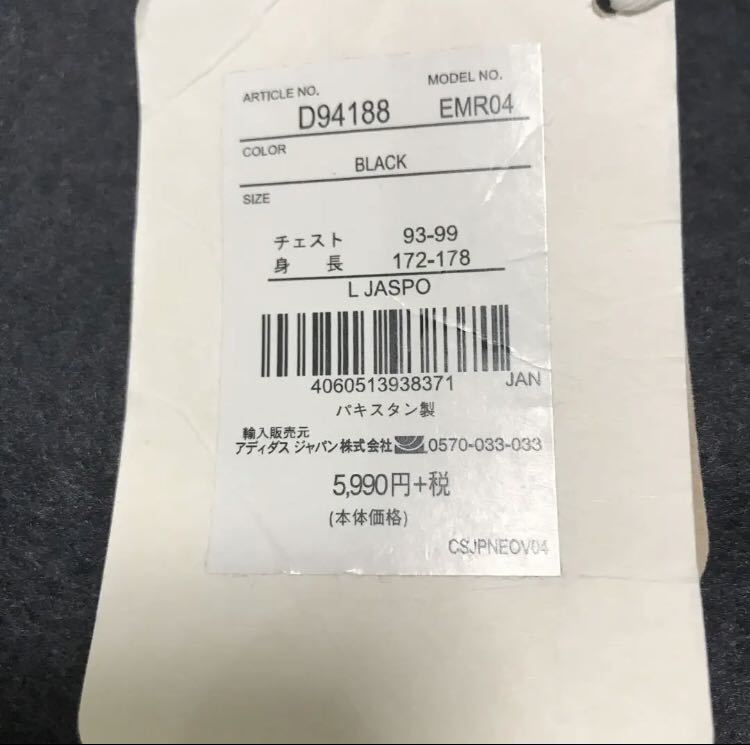 ARTICLE NO. MODEL NO.
D94188 EMR04
COLOR
BLACK
SIZE
チェスト 93-99
身 長 172-178
L JASPO
4060513938371 JAN
パキスタン製
輸入販売元
アディダス ジャパン株式会社 0570-033-033
5,990円+税
(本体価格)
CSJPNEOV04